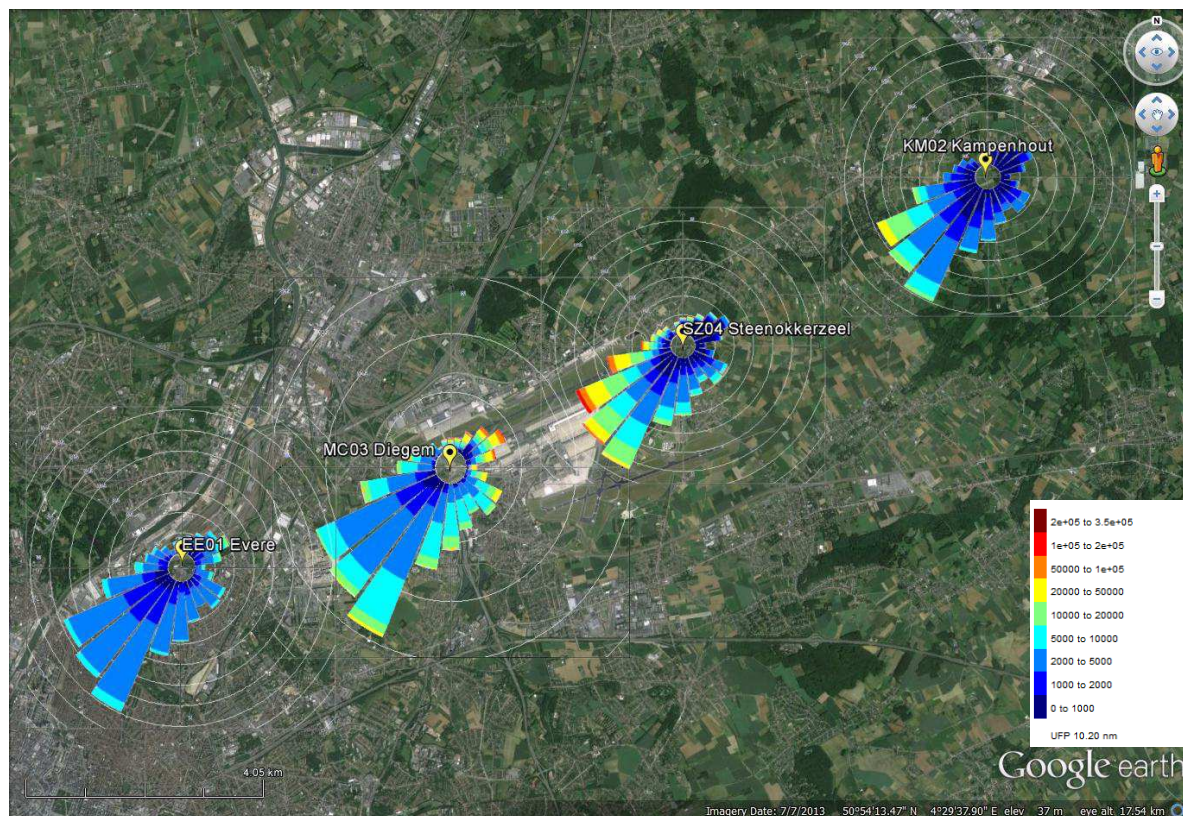 N
KM02 Kampenhout
SZ04 Steenokkerzeel
MC03 Diegem
EE01 Evere
2e+05 to 3.5e+05
1e+05 to 2e+05
50000 to 1e+05
20000 to 50000
10000 to 20000
5000 to 10000
2000 to 5000
1000 to 2000
0 to 1000
UFP 10.20 nm
4.05 km
Google earth
Imagery Date: 7/7/2013 50°54'13.47" N 4°29'37.90" E elev 37 m eye alt 17.54 km